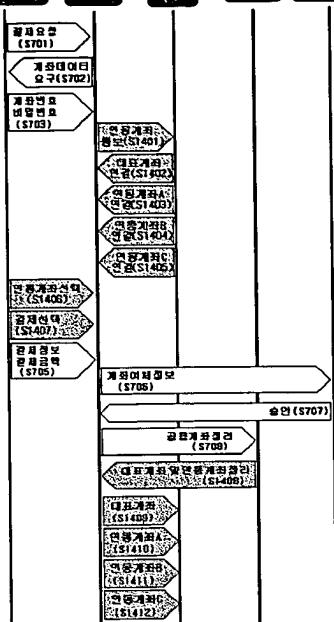 결제요청
(S701)
계좌데이터
요구(S702)
계좌번호
비밀번호
(S703)
연동계좌
통보(S1401)
대표계좌
연결(S1402)
연동계좌A
연결(S1403)
연동계좌B
연결(S1404)
연동계좌C
연결(S1405)
연동계좌선택
(S1406)
결제선택
(S1407)
결제정보
결제금액
(S705)
계좌이체정보
(S706)
승인(S707)
공급계좌정리
(S708)
대표계좌및연동계좌정리
(S1408)
대표계좌
(S1409)
연동계좌A
(S1410)
연동계좌B
(S1411)
연동계좌C
(S1412)